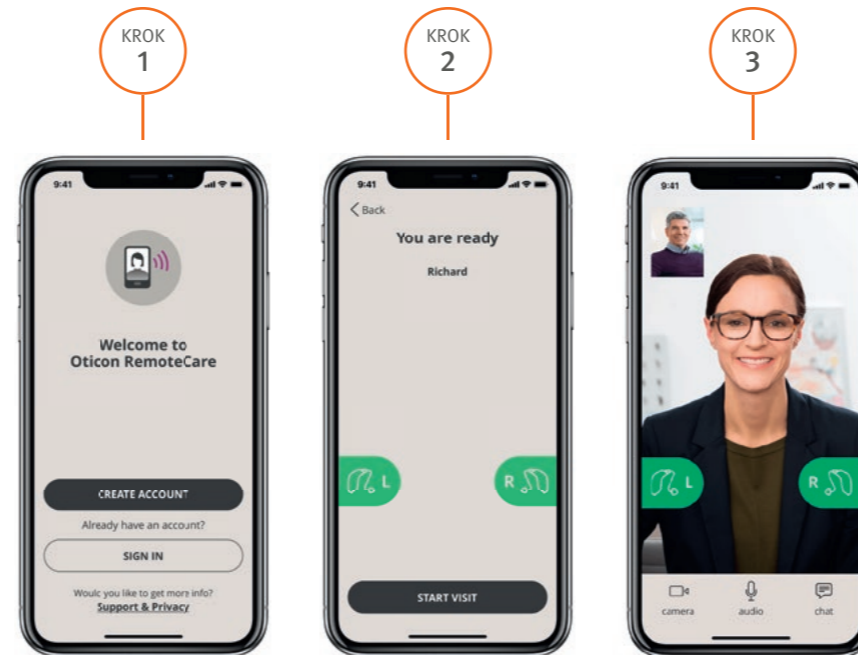 KROK
1
KROK
2
KROK
3
9:41
Welcome to
Oticon RemoteCare
CREATE ACCOUNT
Already have an account?
SIGN IN
Would you like to get more info?
Support & Privacy
9:41
Back
You are ready
Richard
L
R
START VISIT
9:41
L
R
camera
audio
chat